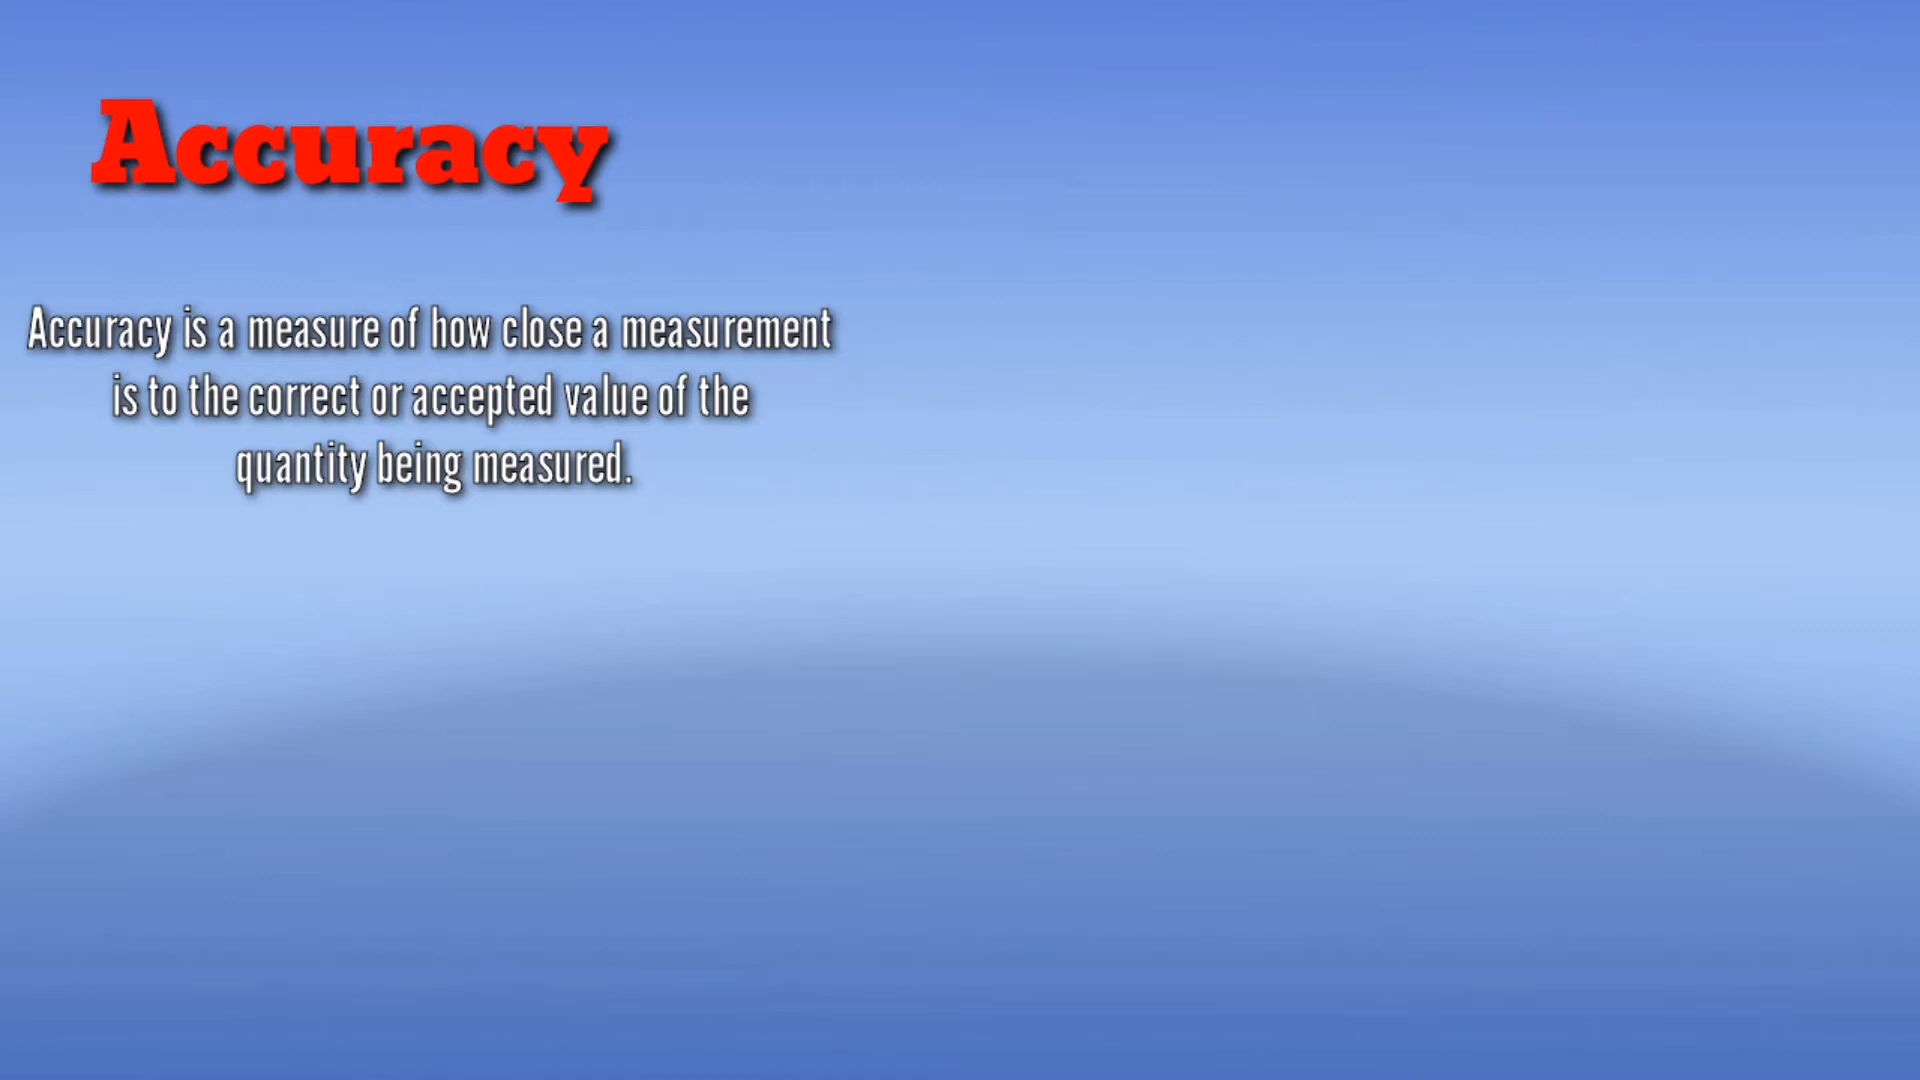 Accuracy
Accuracy is a measure of how close a measurement
is to the correct or accepted value of the
quantity being measured.